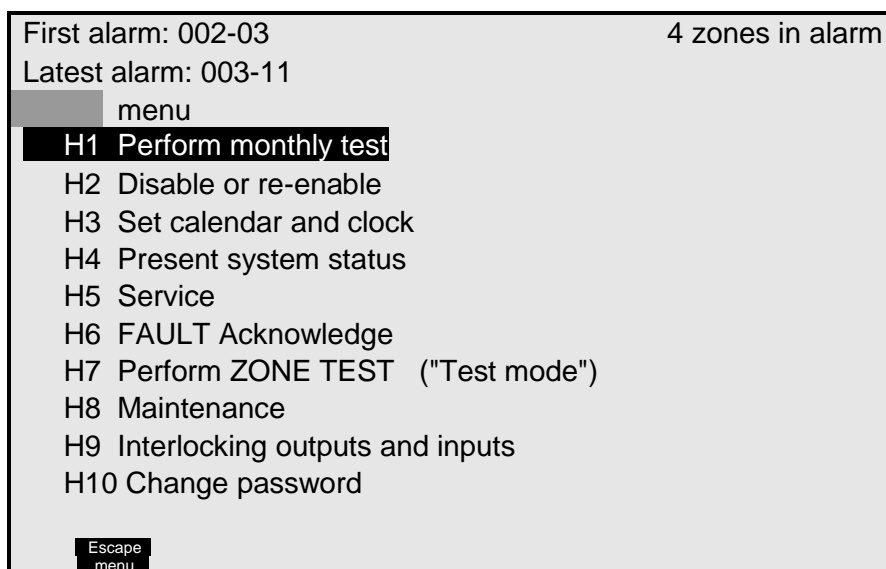 First alarm: 002-03 4 zones in alarm
Latest alarm: 003-11
menu
H1 Perform monthly test
H2 Disable or re-enable
H3 Set calendar and clock
H4 Present system status
H5 Service
H6 FAULT Acknowledge
H7 Perform ZONE TEST ("Test mode")
H8 Maintenance
H9 Interlocking outputs and inputs
H10 Change password
Escape
menu